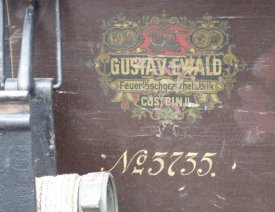 GUSTAV EWALD
Feuerlöschgerätefabrik
CÜSTRIN
No 3735.